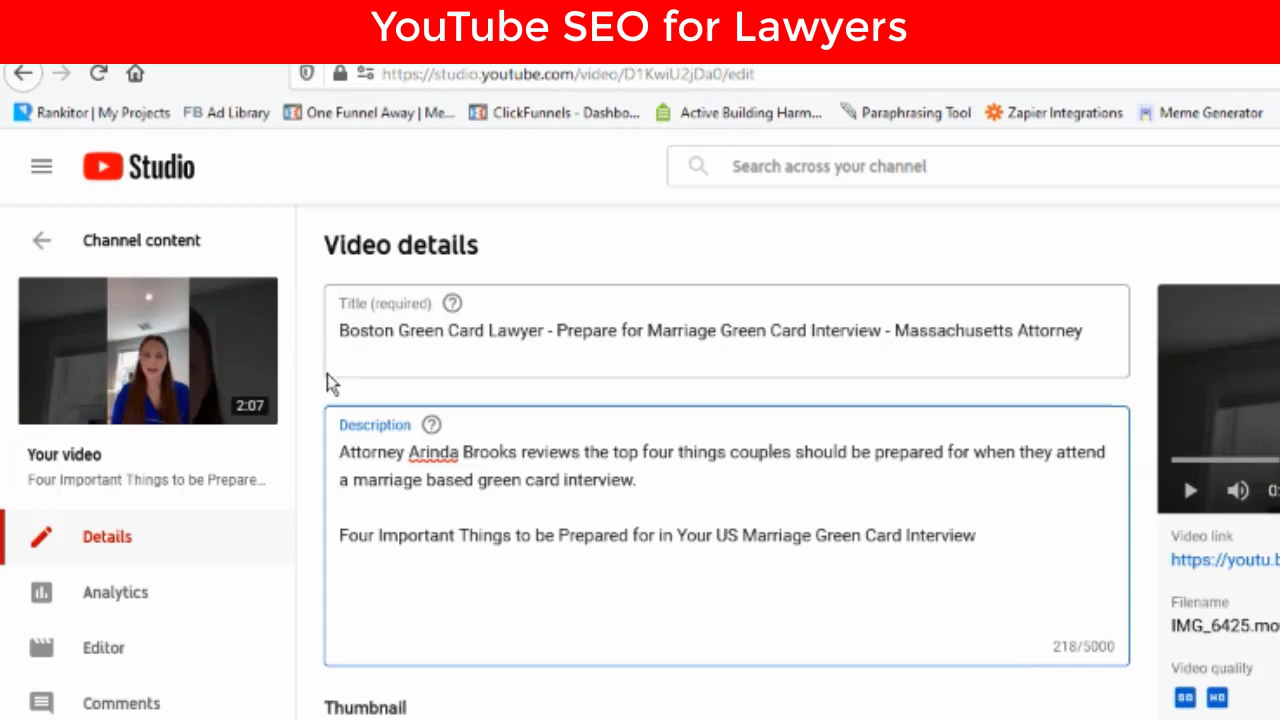 YouTube SEO for Lawyers
https://studio.youtube.com/video/D1KwiU2jDa0/edit
Rankitor | My Projects FB Ad Library One Funnel Away | Me... ClickFunnels - Dashbo... Active Building Harm... Paraphrasing Tool Zapier Integrations Meme Generator
Studio
Search across your channel
Channel content
2:07
Your video
Four Important Things to be Prepare...
Details
Analytics
Editor
Comments
Video details
Title (required)
Boston Green Card Lawyer - Prepare for Marriage Green Card Interview - Massachusetts Attorney
Description
Attorney Arinda Brooks reviews the top four things couples should be prepared for when they attend
a marriage based green card interview.
Four Important Things to be Prepared for in Your US Marriage Green Card Interview
218/5000
Thumbnail
Video link
https://youtu.b
Filename
IMG_6425.mo
Video quality
SD HD